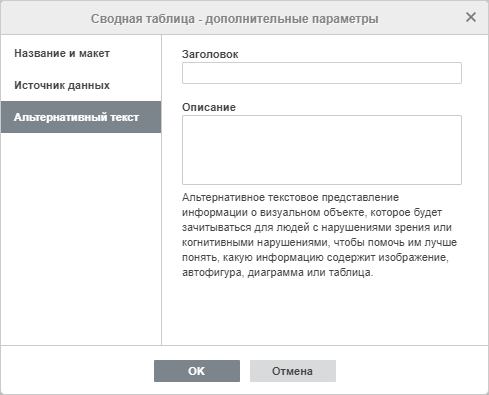 Сводная таблица - дополнительные параметры
Название и макет
Источник данных
Альтернативный текст
Заголовок
Описание
Альтернативное текстовое представление
информации о визуальном объекте, которое будет
зачитываться для людей с нарушениями зрения или
когнитивными нарушениями, чтобы помочь им лучше
понять, какую информацию содержит изображение,
автофигура, диаграмма или таблица.
OK
Отмена